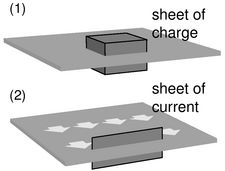 (1)
sheet of
charge
(2)
sheet of
current